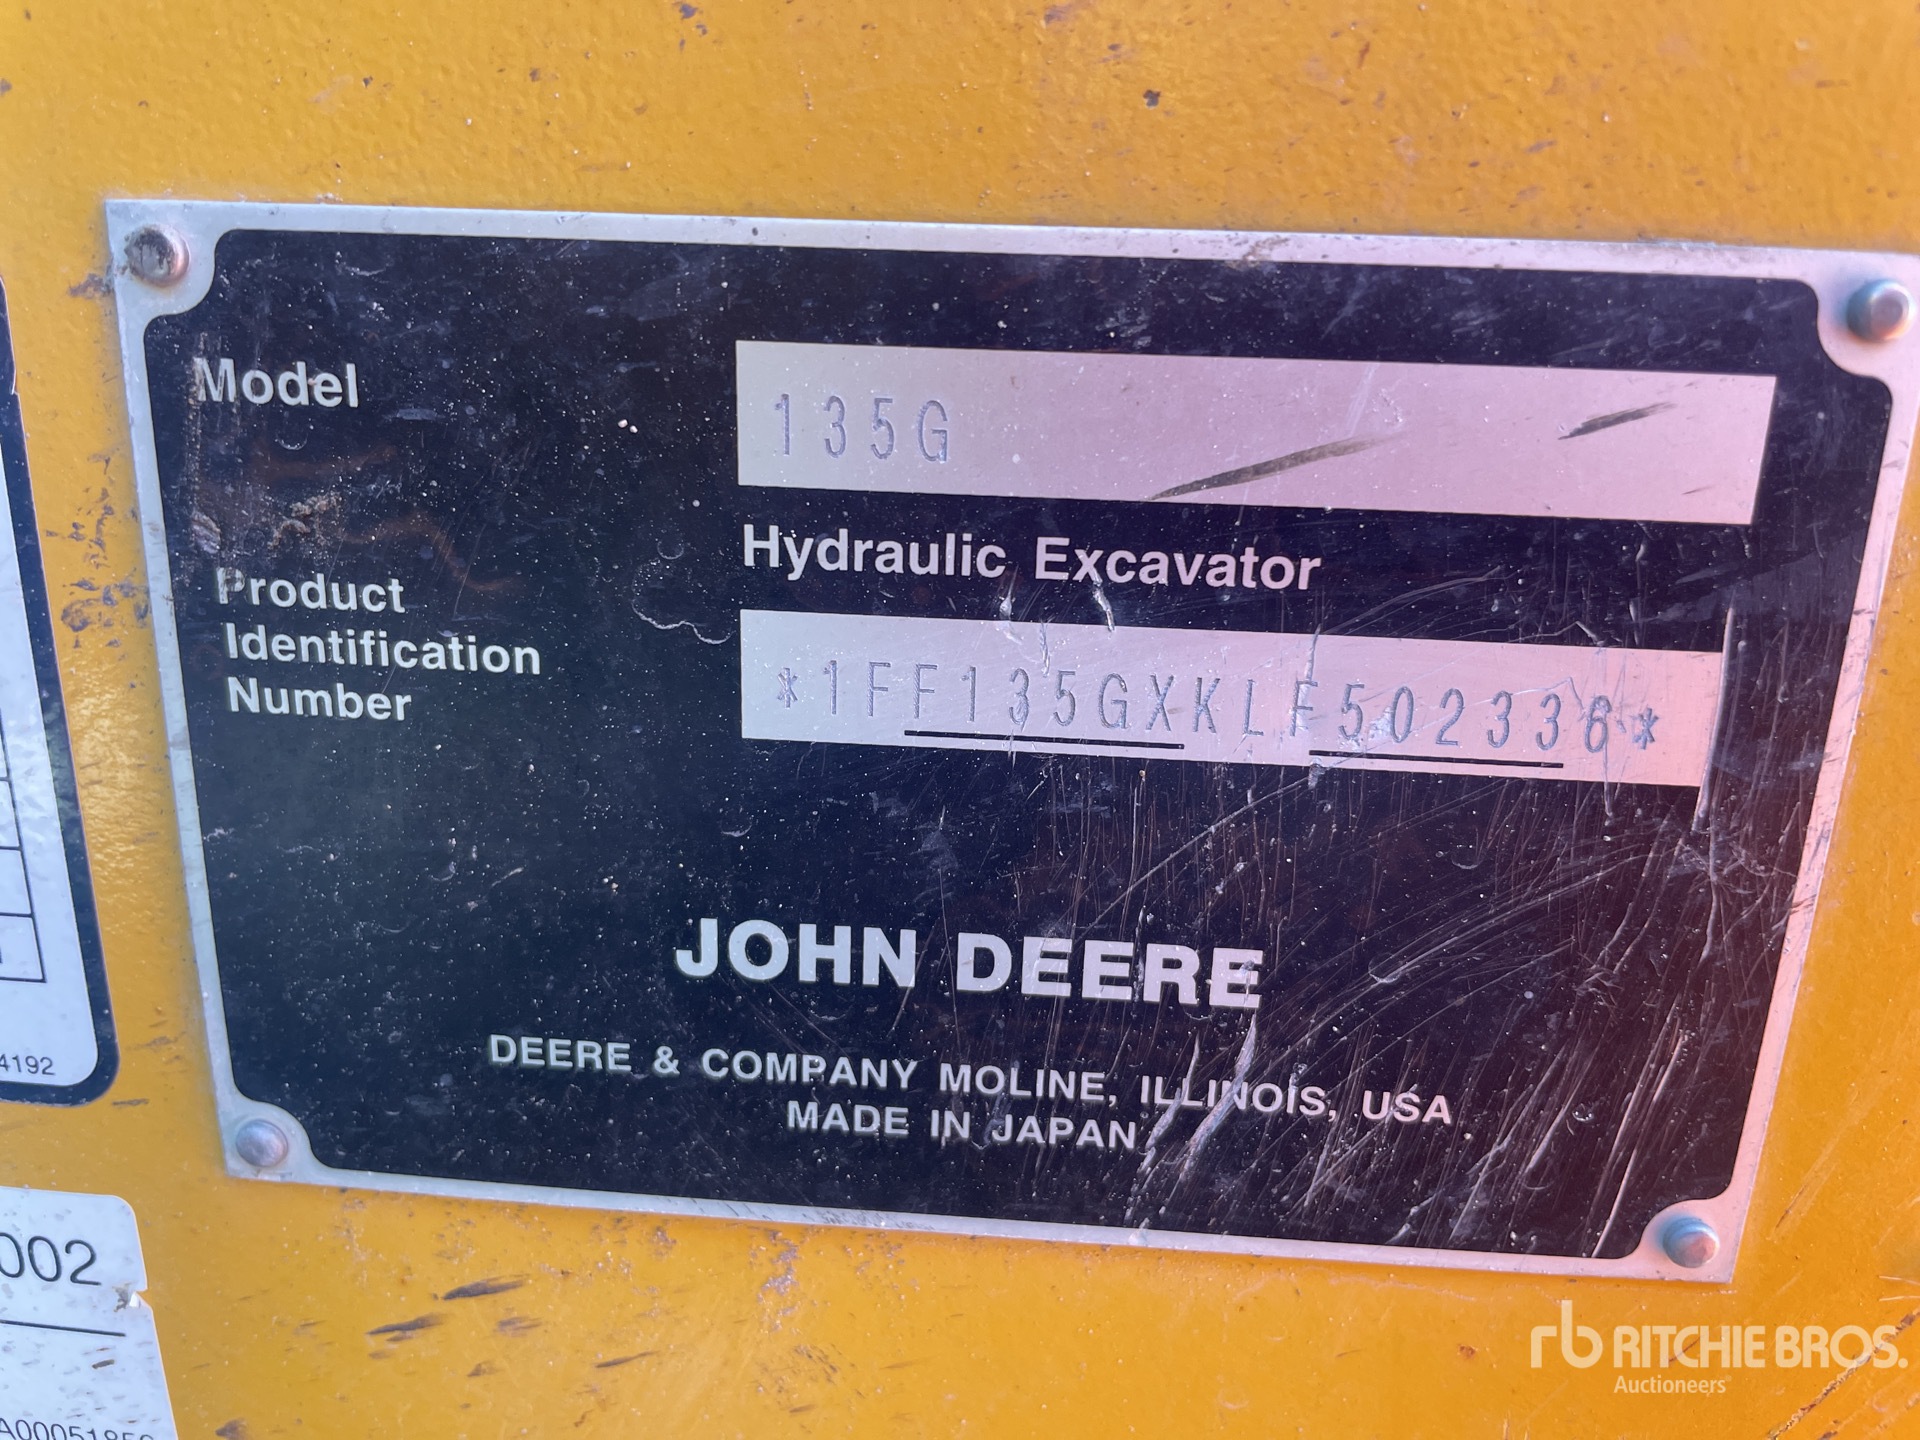 Model
135G
Hydraulic Excavator
Product
Identification
Number
*1FF135GXKLF502336*
JOHN DEERE
DEERE & COMPANY MOLINE, ILLINOIS, USA
MADE IN JAPAN
4192
002
rb RITCHIE BROS.
Auctioneers